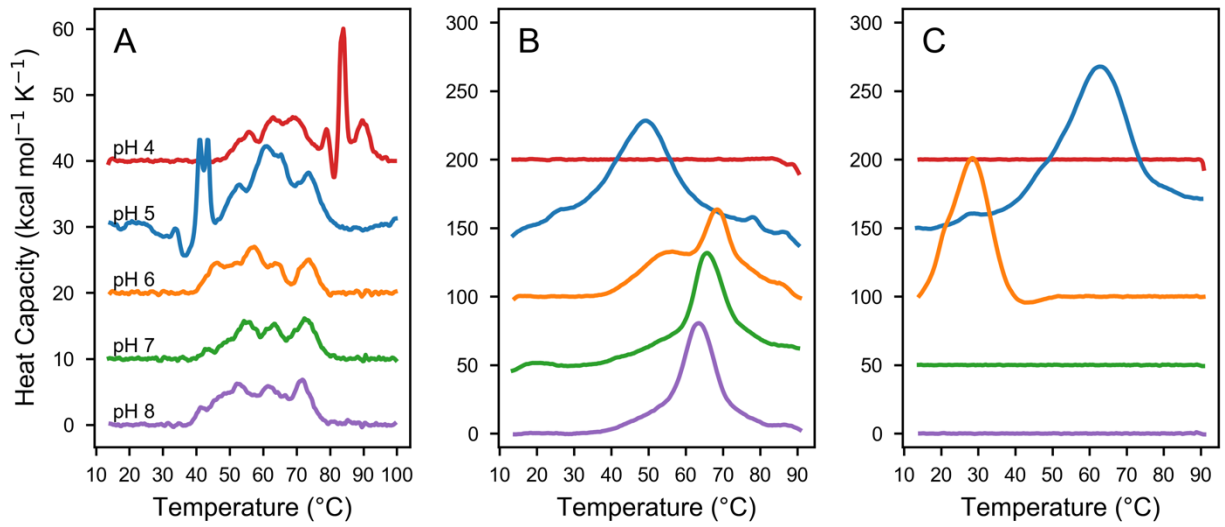 A
B
C
Heat Capacity (kcal mol⁻¹ K⁻¹)
60
50
40
30
20
10
0
pH 4
pH 5
pH 6
pH 7
pH 8
10 20 30 40 50 60 70 80 90 100
Temperature (°C)
300
250
200
150
100
50
0
10 20 30 40 50 60 70 80 90
Temperature (°C)
300
250
200
150
100
50
0
10 20 30 40 50 60 70 80 90
Temperature (°C)